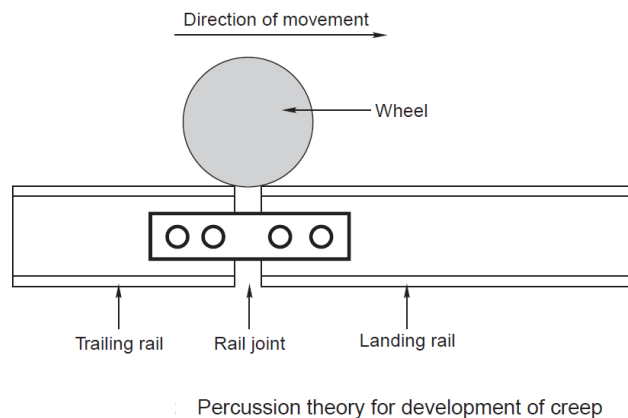 Direction of movement
Wheel
Trailing rail
Rail joint
Landing rail
: Percussion theory for development of creep